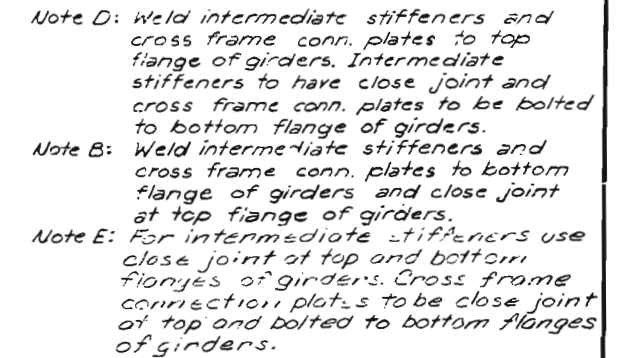 Note D: Weld intermediate stiffeners and
cross frame conn. plates to top
flange of girders. Intermediate
stiffeners to have close joint and
cross frame conn. plates to be bolted
to bottom flange of girders.
Note B: Weld intermediate stiffeners and
cross frame conn. plates to bottom
flange of girders and close joint
at top flange of girders.
Note E: For intermediate stiffeners use
close joint at top and bottom
flanges of girders. Cross frame
connection plates to be close joint
at top and bolted to bottom flanges
of girders.